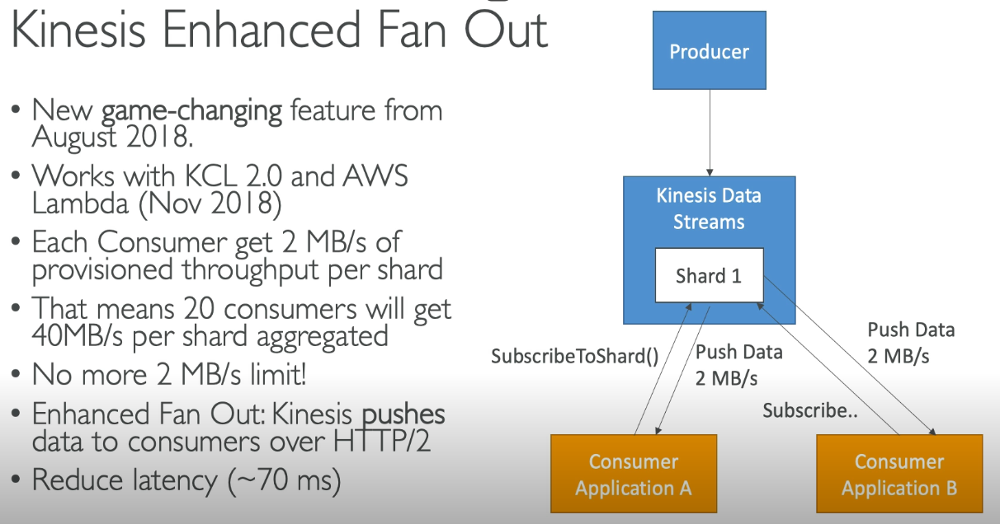 Kinesis Enhanced Fan Out
• New game-changing feature from
August 2018.
• Works with KCL 2.0 and AWS
Lambda (Nov 2018)
• Each Consumer get 2 MB/s of
provisioned throughput per shard
• That means 20 consumers will get
40MB/s per shard aggregated
• No more 2 MB/s limit!
• Enhanced Fan Out: Kinesis pushes
data to consumers over HTTP/2
• Reduce latency (~70 ms)
Producer
Kinesis Data
Streams
Shard 1
SubscribeToShard()
Push Data
2 MB/s
Push Data
2 MB/s
Subscribe..
Consumer
Application A
Consumer
Application B